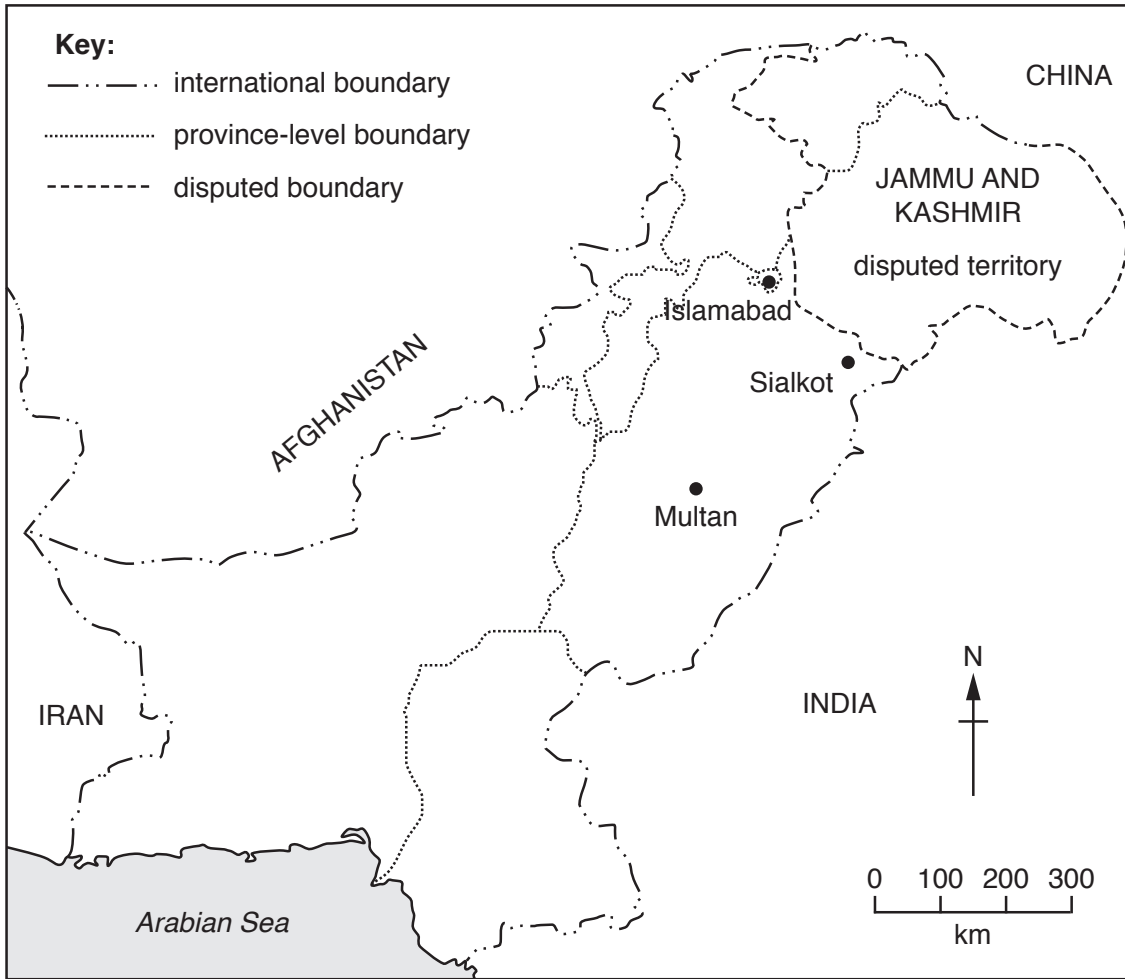 Key:
international boundary
province-level boundary
disputed boundary
CHINA
JAMMU AND
KASHMIR
disputed territory
Islamabad
AFGHANISTAN
Sialkot
Multan
N
IRAN
INDIA
0 100 200 300
km
Arabian Sea